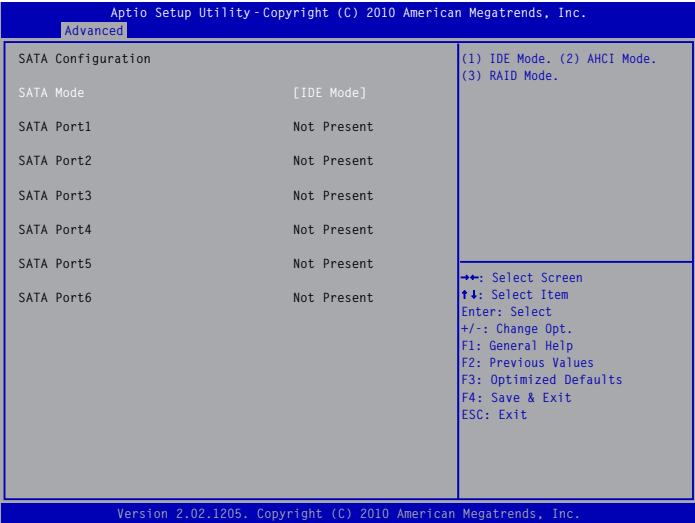 Aptio Setup Utility - Copyright (C) 2010 American Megatrends, Inc.
Advanced
SATA Configuration
SATA Mode [IDE Mode]
SATA Port1 Not Present
SATA Port2 Not Present
SATA Port3 Not Present
SATA Port4 Not Present
SATA Port5 Not Present
SATA Port6 Not Present
(1) IDE Mode. (2) AHCI Mode.
(3) RAID Mode.
→←: Select Screen
↑↓: Select Item
Enter: Select
+/-: Change Opt.
F1: General Help
F2: Previous Values
F3: Optimized Defaults
F4: Save & Exit
ESC: Exit
Version 2.02.1205. Copyright (C) 2010 American Megatrends, Inc.